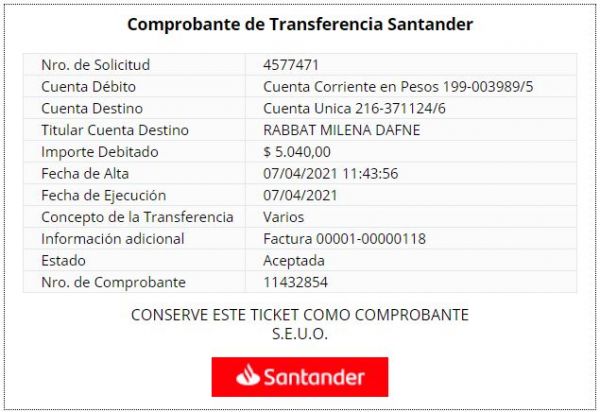 Comprobante de Transferencia Santander
Nro. de Solicitud 4577471
Cuenta Débito Cuenta Corriente en Pesos 199-003989/5
Cuenta Destino Cuenta Unica 216-371124/6
Titular Cuenta Destino RABBAT MILENA DAFNE
Importe Debitado $ 5.040,00
Fecha de Alta 07/04/2021 11:43:56
Fecha de Ejecución 07/04/2021
Concepto de la Transferencia Varios
Información adicional Factura 00001-00000118
Estado Aceptada
Nro. de Comprobante 11432854
CONSERVE ESTE TICKET COMO COMPROBANTE
S.E.U.O.
Santander